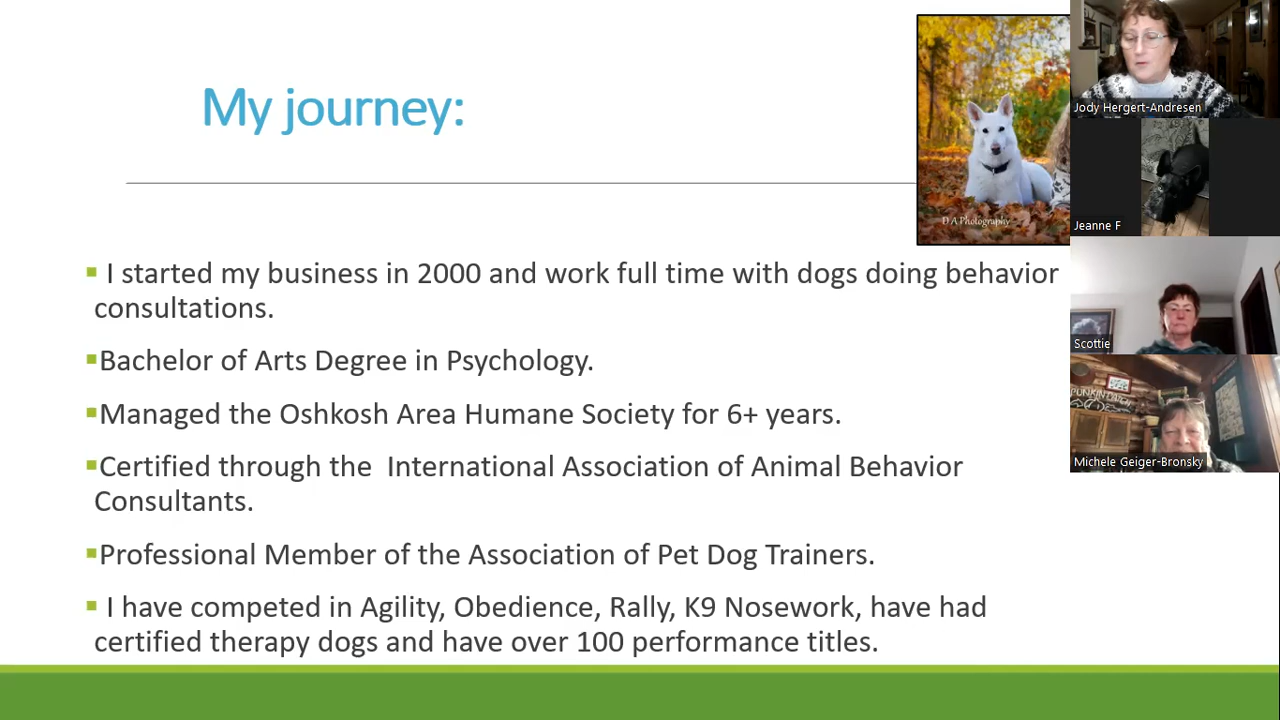 My journey:
D A Photography
I started my business in 2000 and work full time with dogs doing behavior
consultations.
Bachelor of Arts Degree in Psychology.
Managed the Oshkosh Area Humane Society for 6+ years.
Certified through the  International Association of Animal Behavior
Consultants.
Professional Member of the Association of Pet Dog Trainers.
I have competed in Agility, Obedience, Rally, K9 Nosework, have had
certified therapy dogs and have over 100 performance titles.
Jody Hergert-Andresen
Jeanne F
Scottie
Michele Geiger-Bronsky